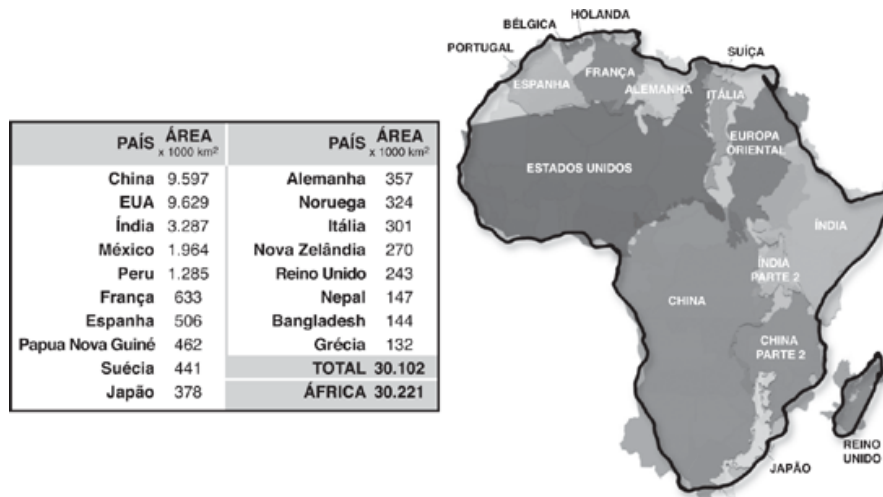 PAÍS ÁREA x 1000 km² PAÍS ÁREA x 1000 km²
China 9.597 Alemanha 357
EUA 9.629 Noruega 324
Índia 3.287 Itália 301
México 1.964 Nova Zelândia 270
Peru 1.285 Reino Unido 243
França 633 Nepal 147
Espanha 506 Bangladesh 144
Papua Nova Guiné 462 Grécia 132
Suécia 441 TOTAL 30.102
Japão 378 ÁFRICA 30.221
HOLANDA
BÉLGICA
PORTUGAL
SUÍÇA
FRANÇA
ESPANHA
ALEMANHA
ITÁLIA
EUROPA
ORIENTAL
ESTADOS UNIDOS
ÍNDIA
ÍNDIA
PARTE 2
CHINA
CHINA
PARTE 2
REINO
UNIDO
JAPÃO